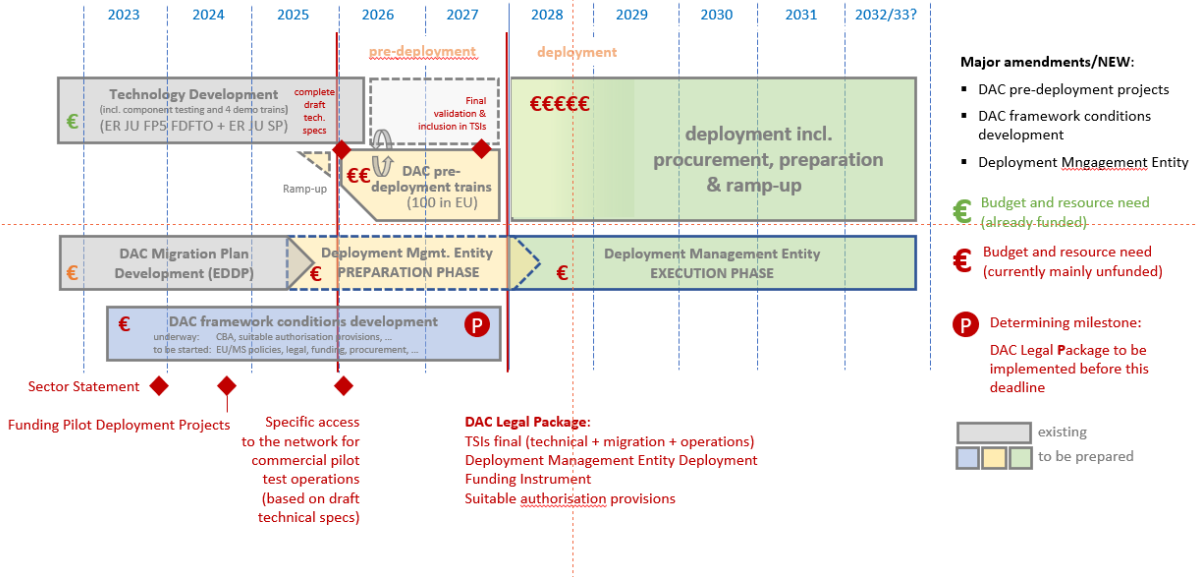 2023 2024 2025 2026 2027 2028 2029 2030 2031 2032/33?
pre-deployment deployment
Technology Development
(incl. component testing and 4 demo trains)
(ER JU FP5 FDFTO + ER JU SP)
€
complete
draft
tech.
specs
Final
validation &
inclusion in TSIs
€€€€€
deployment incl.
procurement, preparation
& ramp-up
Ramp-up
€€
DAC pre-
deployment trains
(100 in EU)
DAC Migration Plan
Development (EDDP)
€
Deployment Mgmt. Entity
PREPARATION PHASE
€
Deployment Management Entity
EXECUTION PHASE
€
€
DAC framework conditions development
underway: CBA, suitable authorisation provisions, ...
to be started: EU/MS policies, legal, funding, procurement, ...
P
Sector Statement
Funding Pilot Deployment Projects
Specific access
to the network for
commercial pilot
test operations
(based on draft
technical specs)
DAC Legal Package:
TSIs final (technical + migration + operations)
Deployment Management Entity Deployment
Funding Instrument
Suitable authorisation provisions
Major amendments/NEW:
▪ DAC pre-deployment projects
▪ DAC framework conditions
development
▪ Deployment Mngagement Entity
€ Budget and resource need
(already funded)
€ Budget and resource need
(currently mainly unfunded)
P Determining milestone:
DAC Legal Package to be
implemented before this
deadline
existing
to be prepared